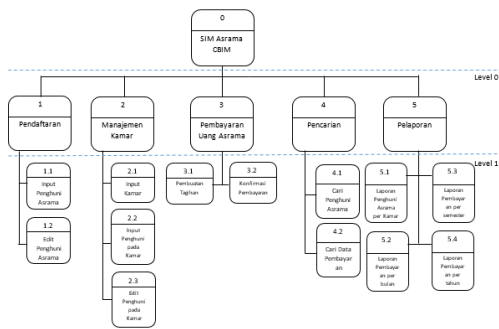 0
SIM Asrama
CBIM
Level 0
1
Pendaftaran
2
Manajemen
Kamar
3
Pembayaran
Uang Asrama
4
Pencarian
5
Pelaporan
Level 1
1.1
Input
Penghuni
Asrama
1.2
Edit
Penghuni
Asrama
2.1
Input
Kamar
2.2
Input
Penghuni
pada
Kamar
2.3
Edit
Penghuni
pada
Kamar
3.1
Pembuatan
Tagihan
3.2
Konfirmasi
Pembayaran
4.1
Cari
Penghuni
Asrama
4.2
Cari Data
Pembayar
an
5.1
Laporan
Penghuni
Asrama
per Kamar
5.3
Laporan
Pembayar
an per
semester
5.2
Laporan
Pembayar
an per
bulan
5.4
Laporan
Pembayar
an per
tahun